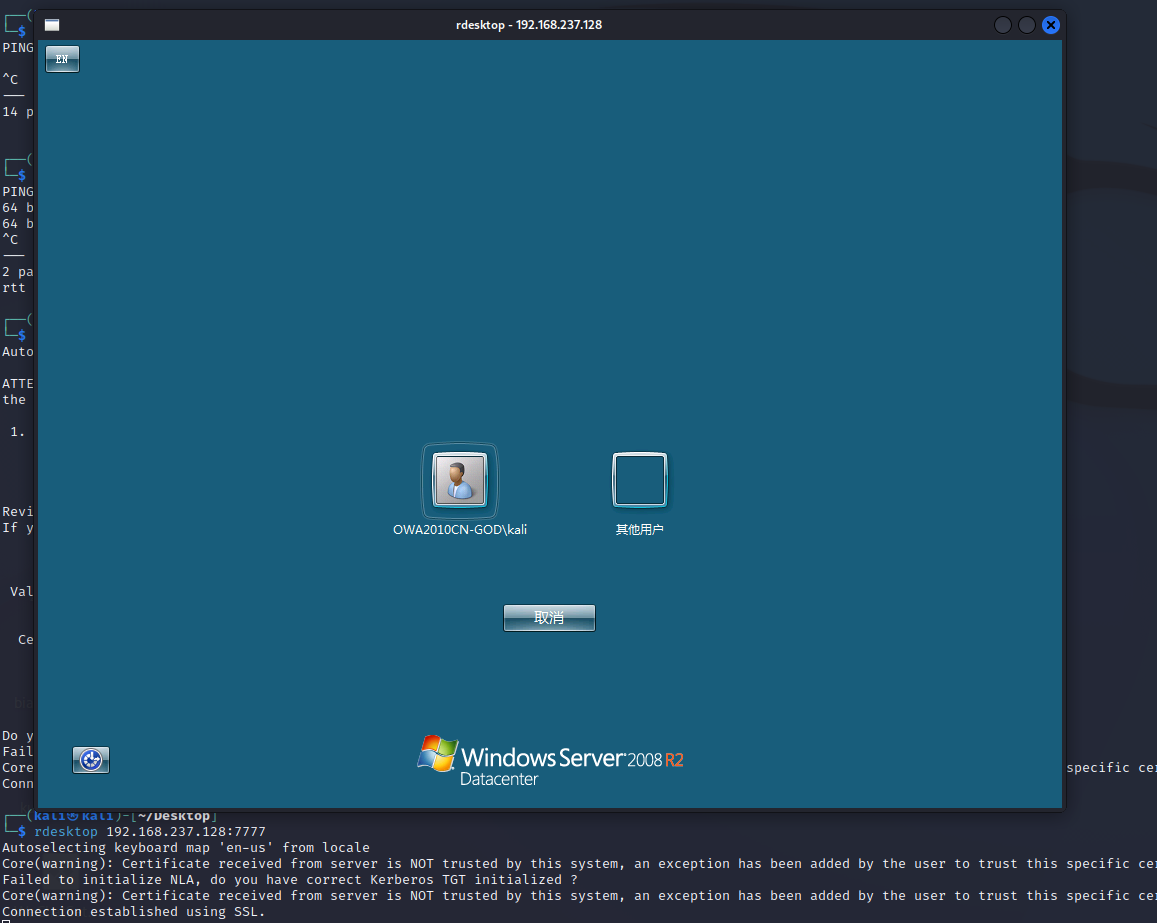 rdesktop - 192.168.237.128
EN
┌──(
└─$
PING
^C
——
14 p
┌──(
└─$
PING
64 b
64 b
^C
——
2 pa
rtt
┌──(
└─$
Auto
ATTE
the
1.
Revi
If y
Val
Ce
OWA2010CN-GOD\kali
其他用户
取消
Windows Server 2008 R2
Datacenter
Do y
Fail
Core
specific cer
Conn
┌──(kali㉿kali)-[~/Desktop]
└─$ rdesktop 192.168.237.128:7777
Autoselecting keyboard map 'en-us' from locale
Core(warning): Certificate received from server is NOT trusted by this system, an exception has been added by the user to trust this specific cer
Failed to initialize NLA, do you have correct Kerberos TGT initialized ?
Core(warning): Certificate received from server is NOT trusted by this system, an exception has been added by the user to trust this specific cer
Connection established using SSL.